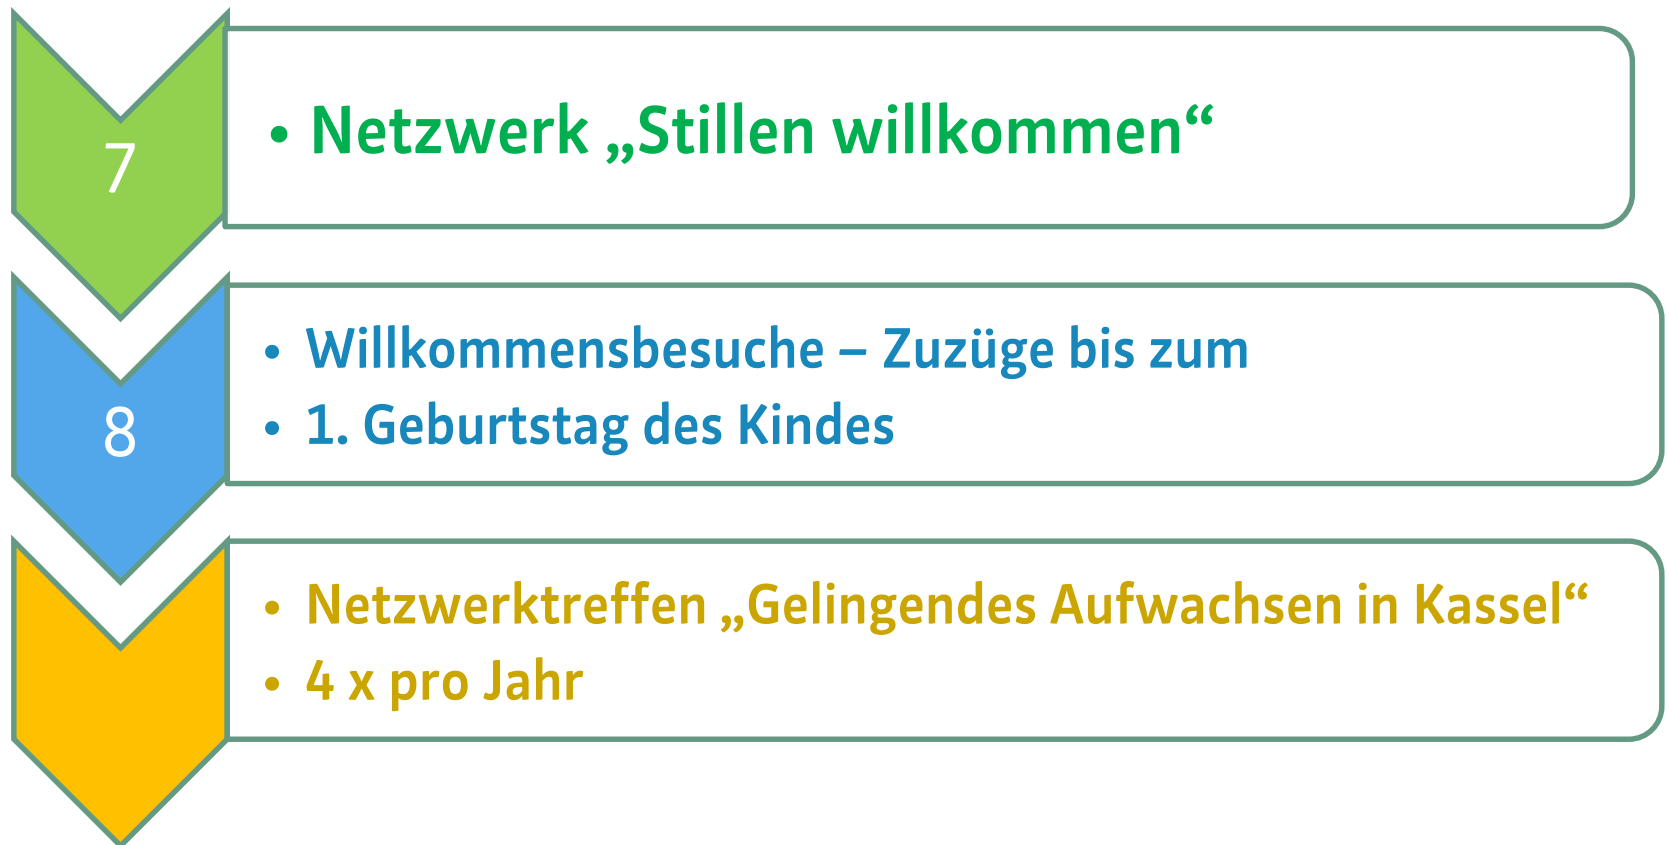 7
• Netzwerk „Stillen willkommen“
8
• Willkommensbesuche – Zuzüge bis zum
• 1. Geburtstag des Kindes
• Netzwerktreffen „Gelingendes Aufwachsen in Kassel“
• 4 x pro Jahr